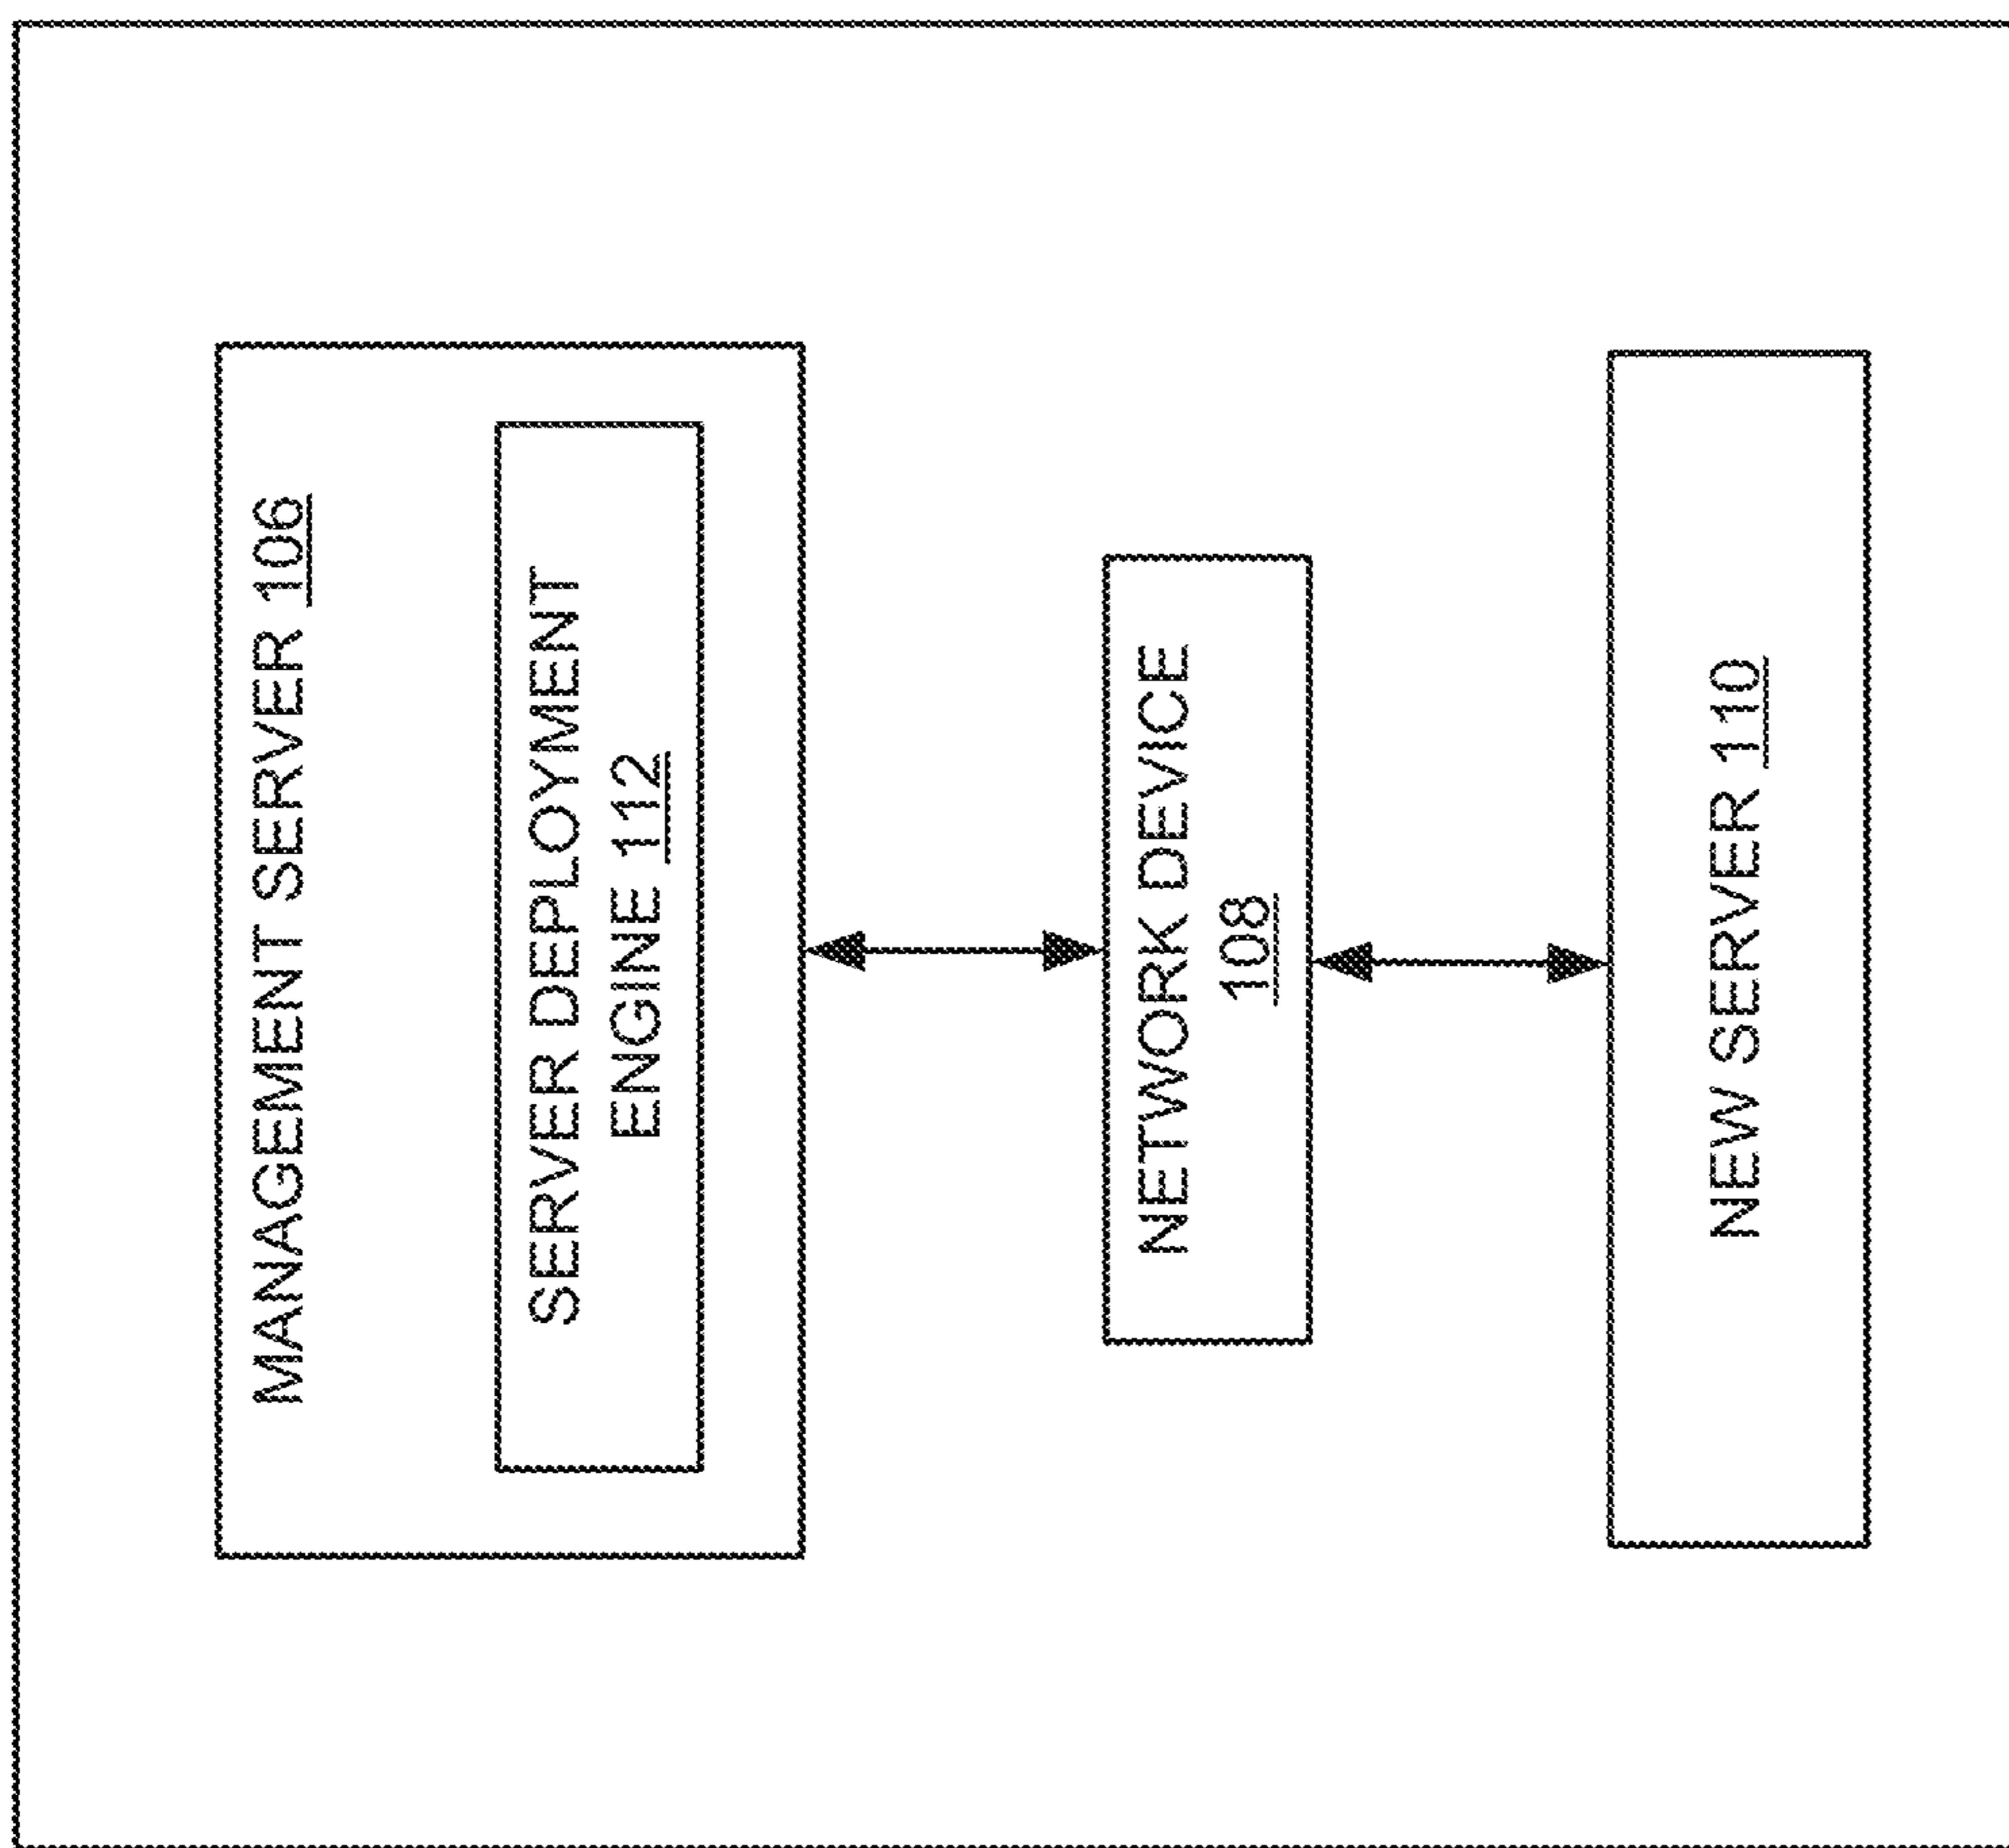 MANAGEMENT SERVER 106
SERVER DEPLOYMENT
ENGINE 112
NETWORK DEVICE
108
NEW SERVER 110